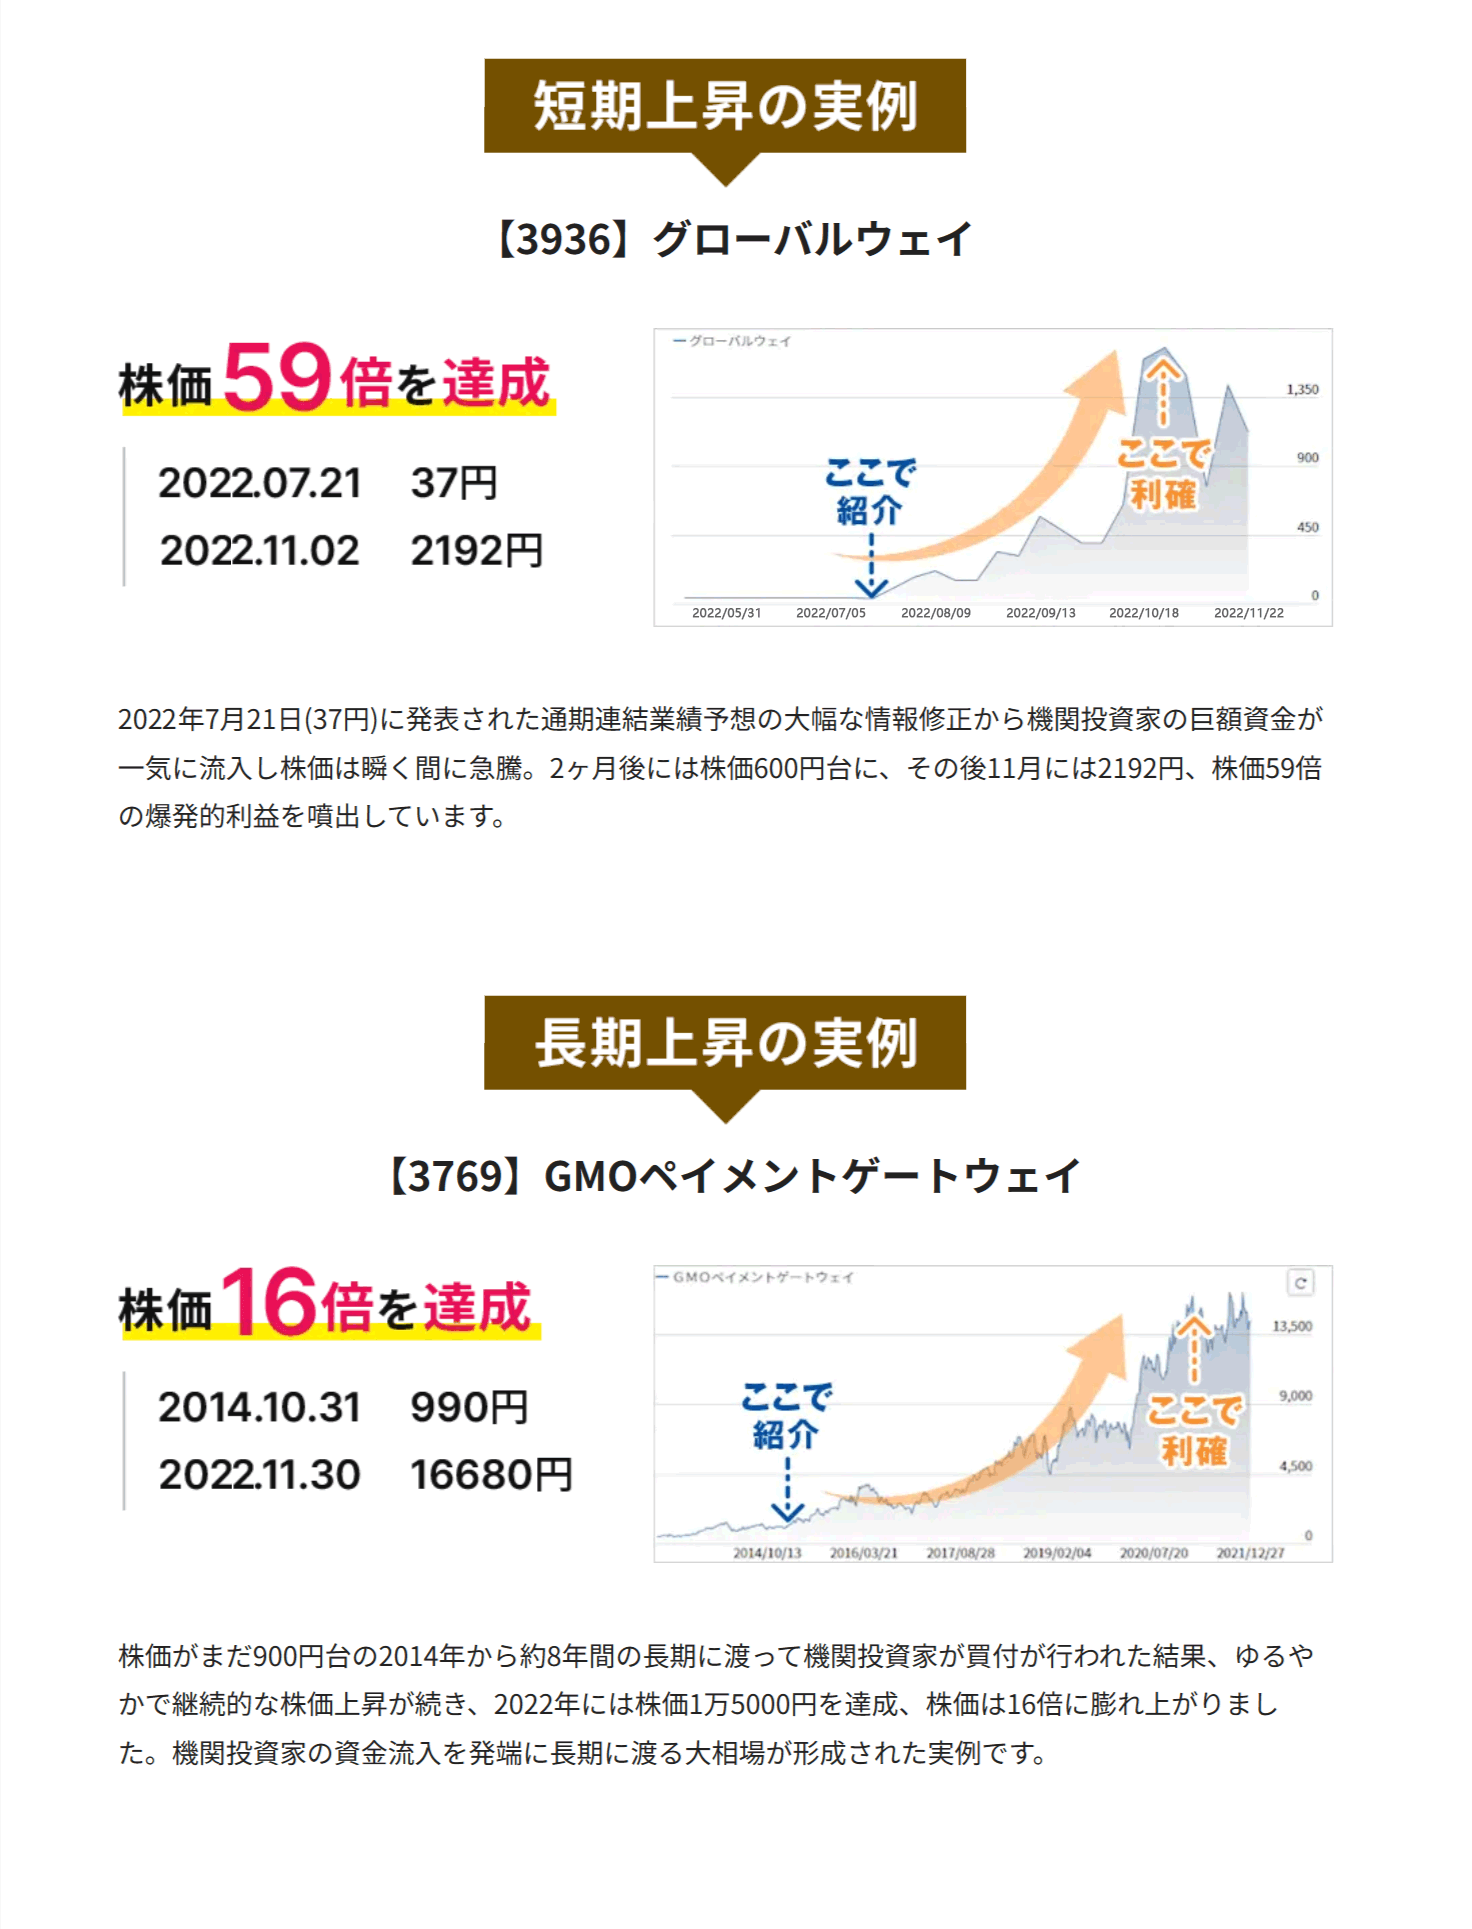 短期上昇の実例
【3936】グローバルウェイ
株価59倍を達成
2022.07.21 37円
2022.11.02 2192円
グローバルウェイ
1,350
900
450
0
ここで
紹介
ここで
利確
2022/05/31 2022/07/05 2022/08/09 2022/09/13 2022/10/18 2022/11/22
2022年7月21日(37円)に発表された通期連結業績予想の大幅な情報修正から機関投資家の巨額資金が
一気に流入し株価は瞬く間に急騰。2ヶ月後には株価600円台に、その後11月には2192円、株価59倍
の爆発的利益を噴出しています。
長期上昇の実例
【3769】GMOペイメントゲートウェイ
株価16倍を達成
2014.10.31 990円
2022.11.30 16680円
GMOペイメントゲートウェイ
13,500
9,000
4,500
0
ここで
紹介
ここで
利確
2014/10/13 2016/03/21 2017/08/28 2019/02/04 2020/07/20 2021/12/27
株価がまだ900円台の2014年から約8年間の長期に渡って機関投資家が買付が行われた結果、ゆるや
かで継続的な株価上昇が続き、2022年には株価1万5000円を達成、株価は16倍に膨れ上がりまし
た。機関投資家の資金流入を発端に長期に渡る大相場が形成された実例です。